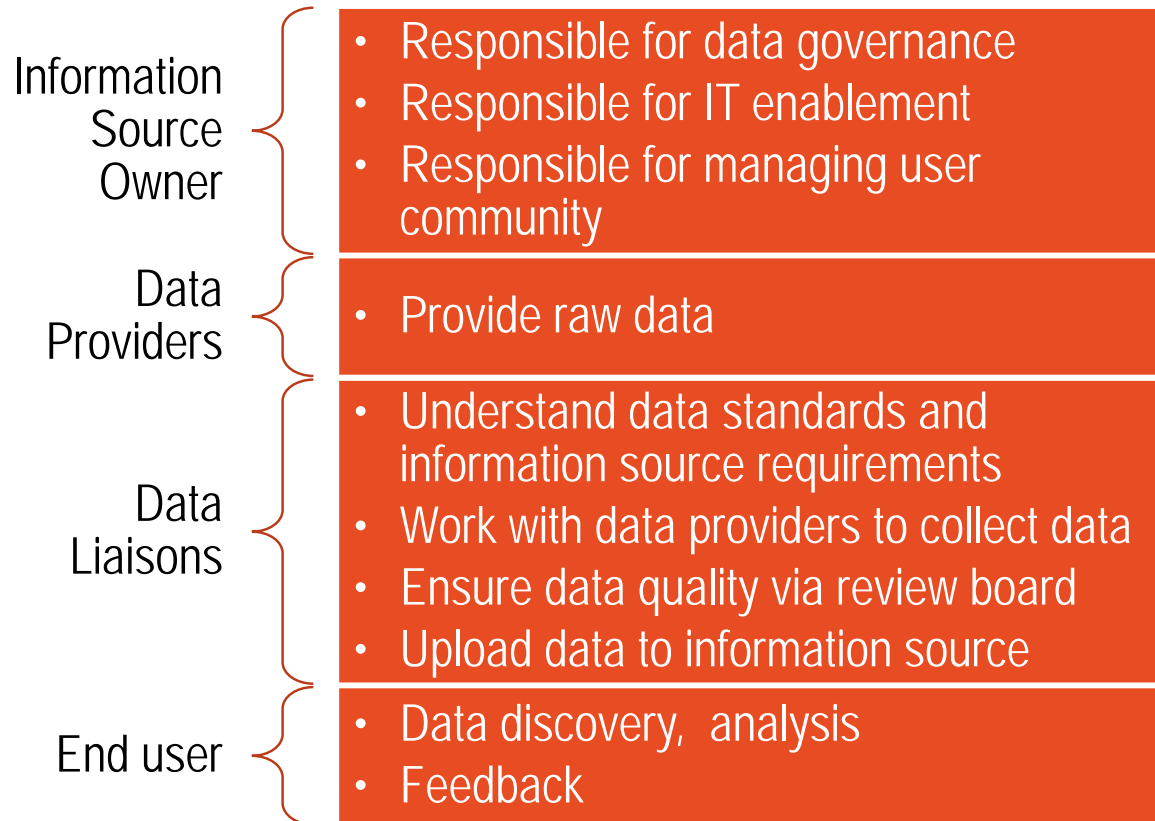 Information
Source
Owner
• Responsible for data governance
• Responsible for IT enablement
• Responsible for managing user
community
Data
Providers
• Provide raw data
Data
Liaisons
• Understand data standards and
information source requirements
• Work with data providers to collect data
• Ensure data quality via review board
• Upload data to information source
End user
• Data discovery, analysis
• Feedback